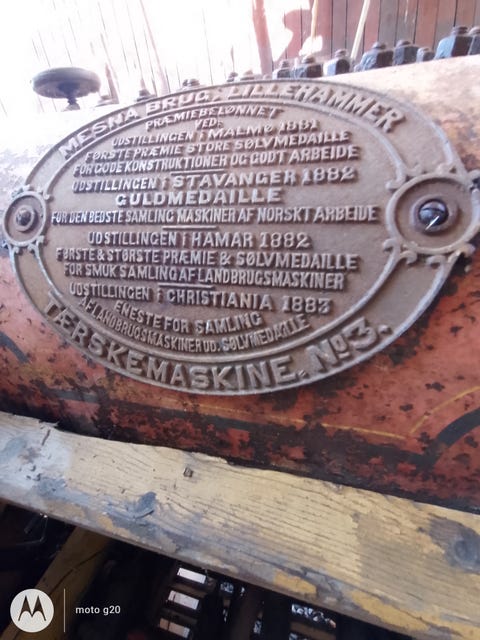 MESNA BRUG, LILLEHAMMER
PRÆMIEBELØNNET
VED:
UDSTILLINGEN I MALMØ 1881
FØRSTE PRÆMIE STORE SØLVMEDAILLE
FOR GODE KONSTRUKTIONER OG GODT ARBEIDE
UDSTILLINGEN I STAVANGER 1882
GULDMEDAILLE
FOR DEN BEDSTE SAMLING MASKINER AF NORSKT ARBEIDE
UDSTILLINGEN I HAMAR 1882
FØRSTE & STØRSTE PRÆMIE & SØLVMEDAILLE
FOR SMUK SAMLING AF LANDBRUGSMASKINER
UDSTILLINGEN I CHRISTIANIA 1883
ENESTE FOR SAMLING
AF LANDBRUGSMASKINER UD. SØLVMEDAILLE
TÆRSKEMASKINE. No 3.
moto g20